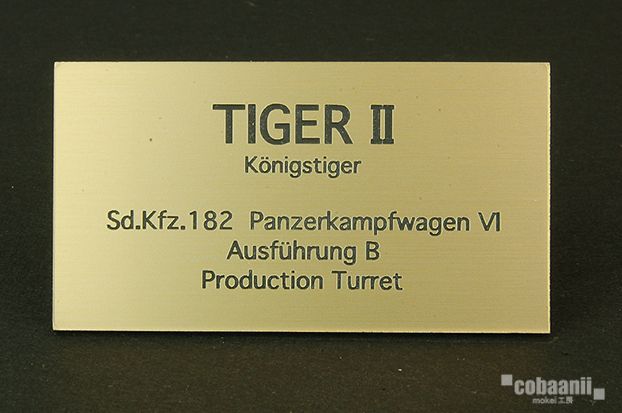 TIGER II
Königstiger
Sd.Kfz.182 Panzerkampfwagen VI
Ausführung B
Production Turret
cobaanii
mokei 工房